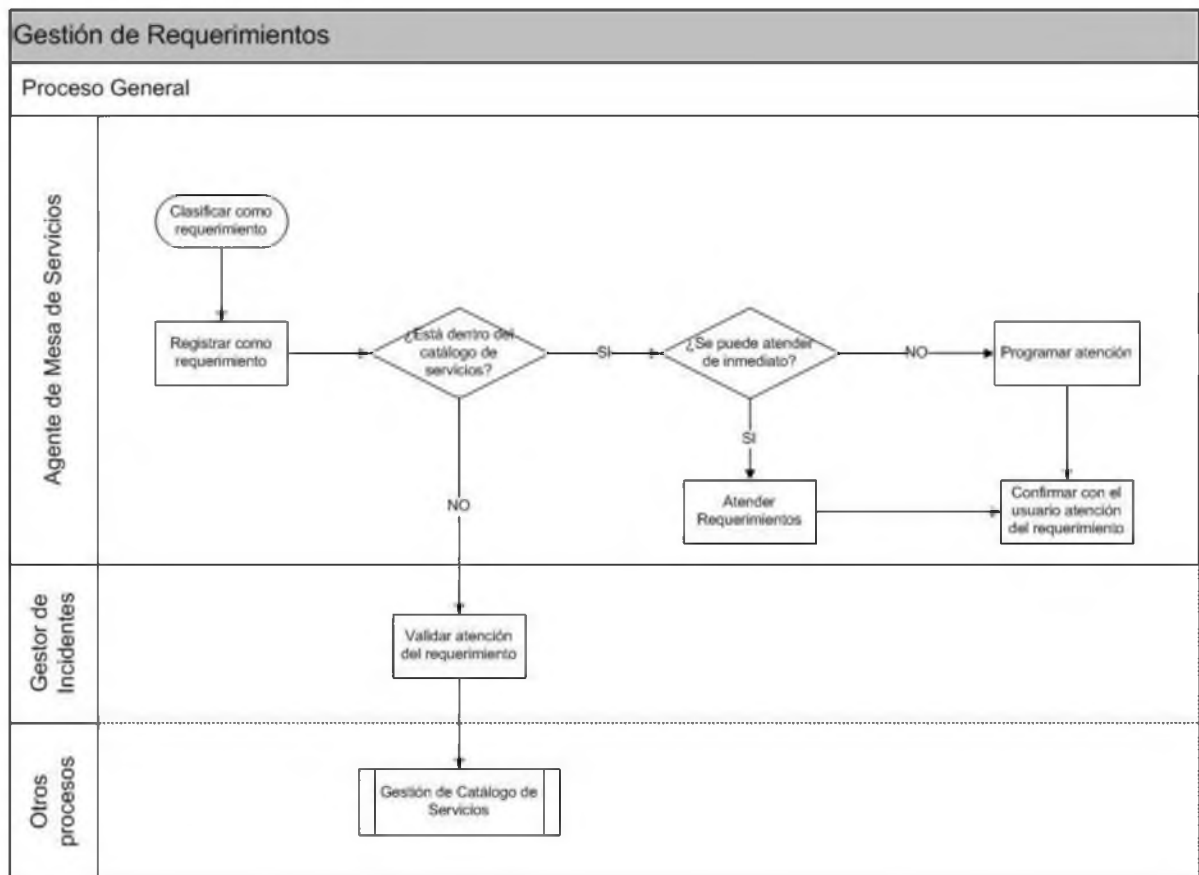 Gestión de Requerimientos
Proceso General
Agente de Mesa de Servicios
Clasificar como
requerimiento
Registrar como
requerimiento
¿Está dentro del
catálogo de
servicios?
SI
¿Se puede atender
de inmediato?
NO
Programar atención
SI
NO
Atender
Requerimientos
Confirmar con el
usuario atención
del requerimiento
Gestor de
Incidentes
Validar atención
del requerimiento
Otros
procesos
Gestión de Catálogo de
Servicios